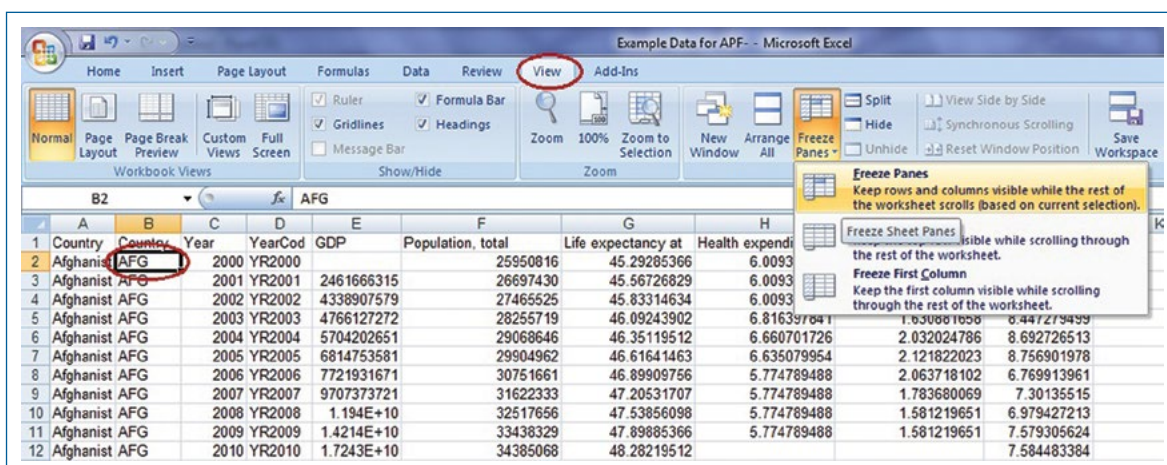 Example Data for APF- - Microsoft Excel
Home Insert Page Layout Formulas Data Review View Add-Ins
Normal Page Layout Page Break Preview Custom Views Full Screen
Workbook Views
Ruler Formula Bar
Gridlines Headings
Message Bar
Show/Hide
Zoom 100% Zoom to Selection
Zoom
New Window Arrange All Freeze Panes
Split
Hide
Unhide
View Side by Side
Synchronous Scrolling
Reset Window Position
Save Workspace
Freeze Panes
Keep rows and columns visible while the rest of
the worksheet scrolls (based on current selection).
Freeze Sheet Panes
visible while scrolling through
the rest of the worksheet.
Freeze First Column
Keep the first column visible while scrolling
through the rest of the worksheet.
B2 fx AFG
A B C D E F G H K
1 Country Country Year YearCod GDP Population, total Life expectancy at Health expendi
2 Afghanist AFG 2000 YR2000 25950816 45.29285366 6.0093
3 Afghanist AFG 2001 YR2001 2461666315 26697430 45.56726829 6.0093
4 Afghanist AFG 2002 YR2002 4338907579 27465525 45.83314634 6.0093
5 Afghanist AFG 2003 YR2003 4766127272 28255719 46.09243902 6.816397841 1.630881658 8.447279499
6 Afghanist AFG 2004 YR2004 5704202651 29068646 46.35119512 6.660701726 2.032024786 8.692726513
7 Afghanist AFG 2005 YR2005 6814753581 29904962 46.61641463 6.635079954 2.121822023 8.756901978
8 Afghanist AFG 2006 YR2006 7721931671 30751661 46.89909756 5.774789488 2.063718102 6.769913961
9 Afghanist AFG 2007 YR2007 9707373721 31622333 47.20531707 5.774789488 1.783680069 7.30135515
10 Afghanist AFG 2008 YR2008 1.194E+10 32517656 47.53856098 5.774789488 1.581219651 6.979427213
11 Afghanist AFG 2009 YR2009 1.4214E+10 33438329 47.89885366 5.774789488 1.581219651 7.579305624
12 Afghanist AFG 2010 YR2010 1.7243E+10 34385068 48.28219512 7.584483384